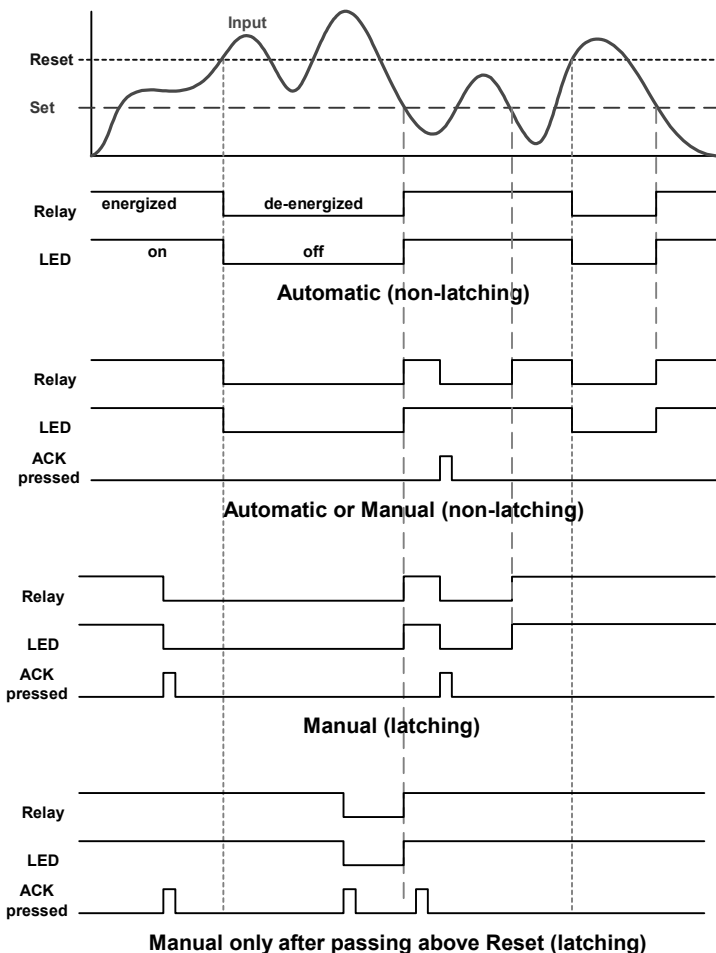 Input
Reset
Set
Relay energized de-energized
LED on off
Automatic (non-latching)
Relay
LED
ACK
pressed
Automatic or Manual (non-latching)
Relay
LED
ACK
pressed
Manual (latching)
Relay
LED
ACK
pressed
Manual only after passing above Reset (latching)